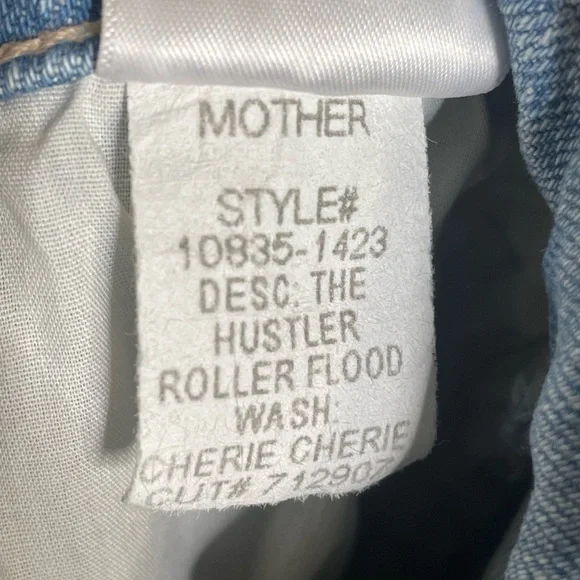 MOTHER
STYLE#
10835-1423
DESC: THE
HUSTLER
ROLLER FLOOD
WASH:
CHERIE CHERIE
CUT# 712907